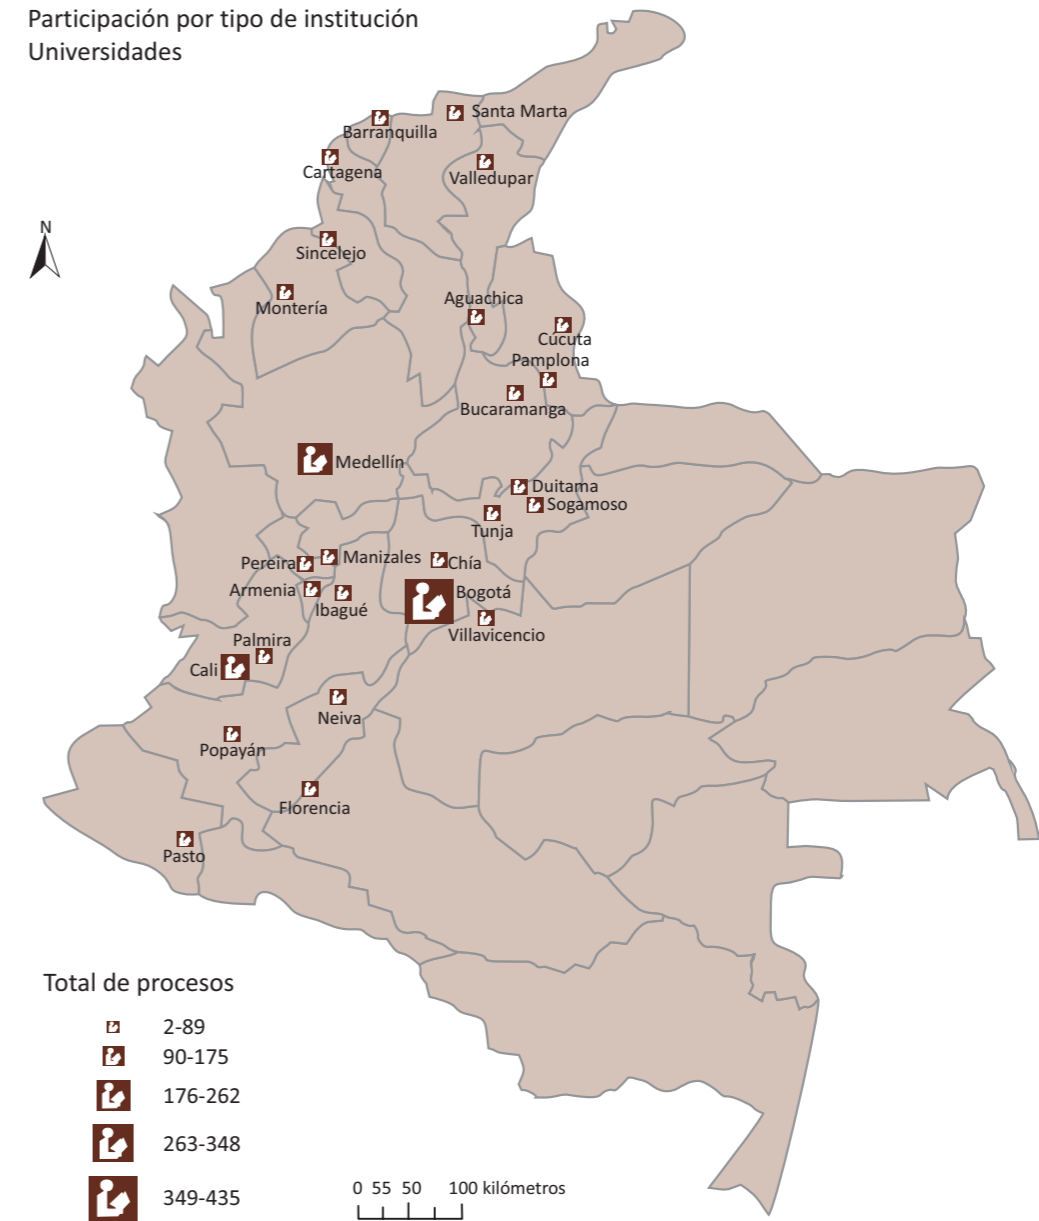 Participación por tipo de institución
Universidades
Santa Marta
Barranquilla
Cartagena
Valledupar
N
Sincelejo
Montería
Aguachica
Cúcuta
Pamplona
Bucaramanga
Medellín
Duitama
Sogamoso
Tunja
Manizales
Pereira
Chía
Armenia
Ibagué
Bogotá
Villavicencio
Palmira
Cali
Neiva
Popayán
Florencia
Pasto
Total de procesos
2-89
90-175
176-262
263-348
349-435
0 55 50 100 kilómetros